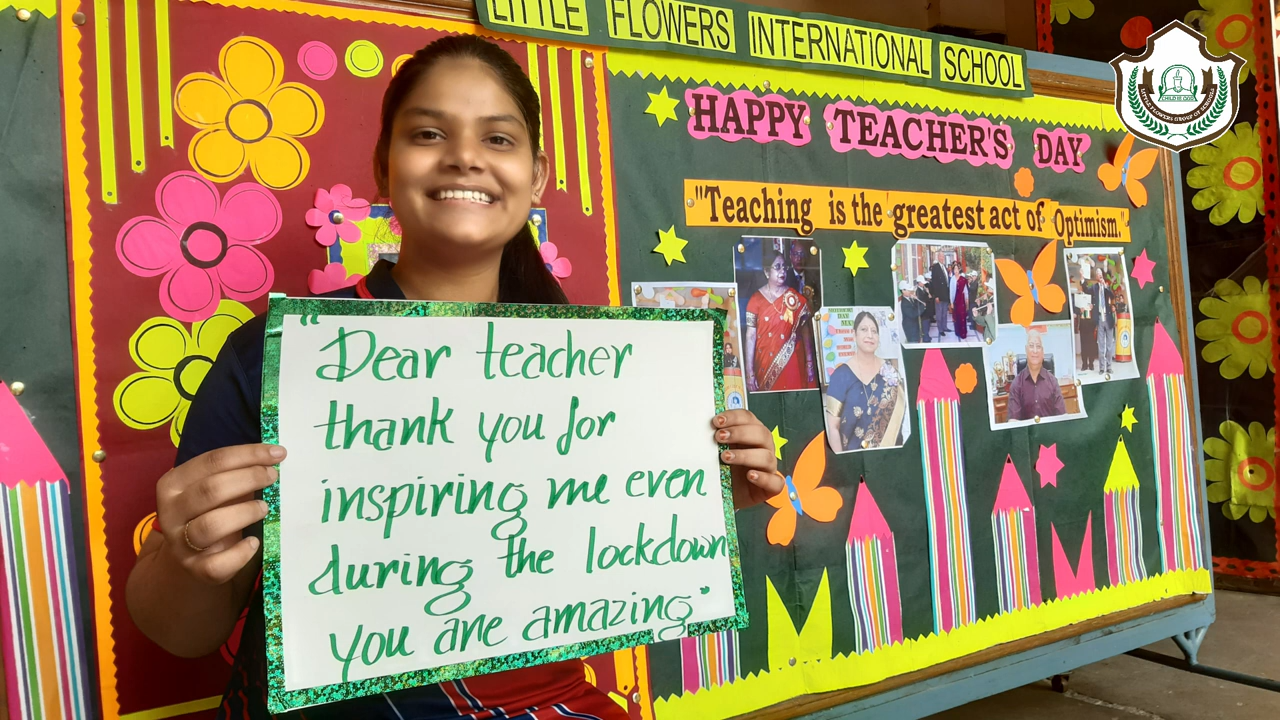 LITTLE FLOWERS INTERNATIONAL SCHOOL
HAPPY TEACHER'S DAY
"Teaching is the greatest act of Optimism."
"Dear teacher
thank you for
inspiring me even
during the lockdown
you are amazing"